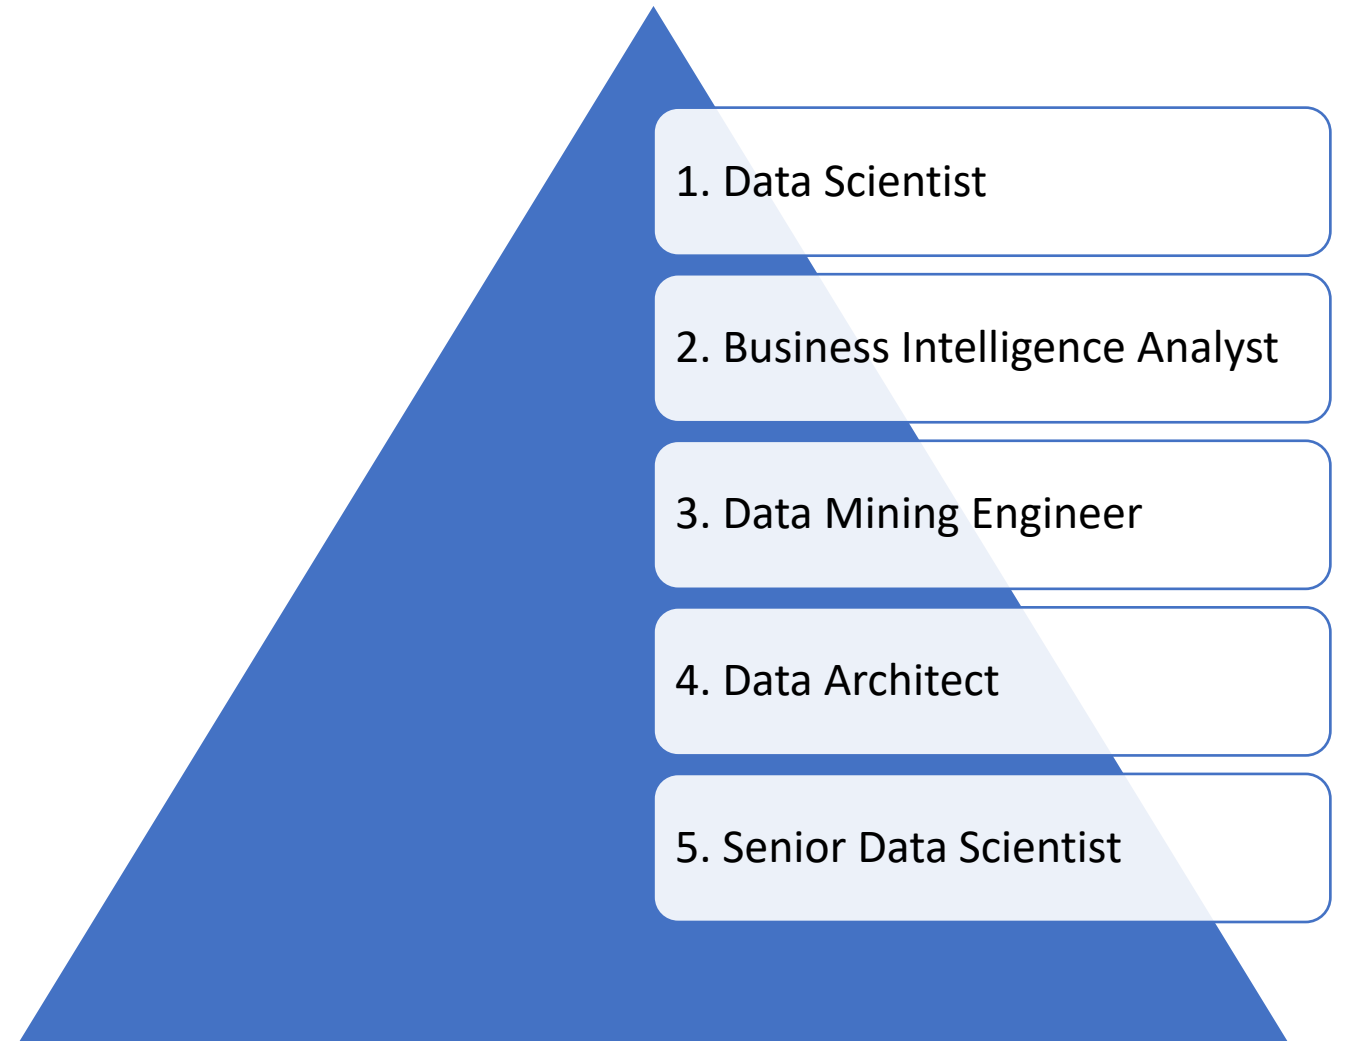 1. Data Scientist
2. Business Intelligence Analyst
3. Data Mining Engineer
4. Data Architect
5. Senior Data Scientist